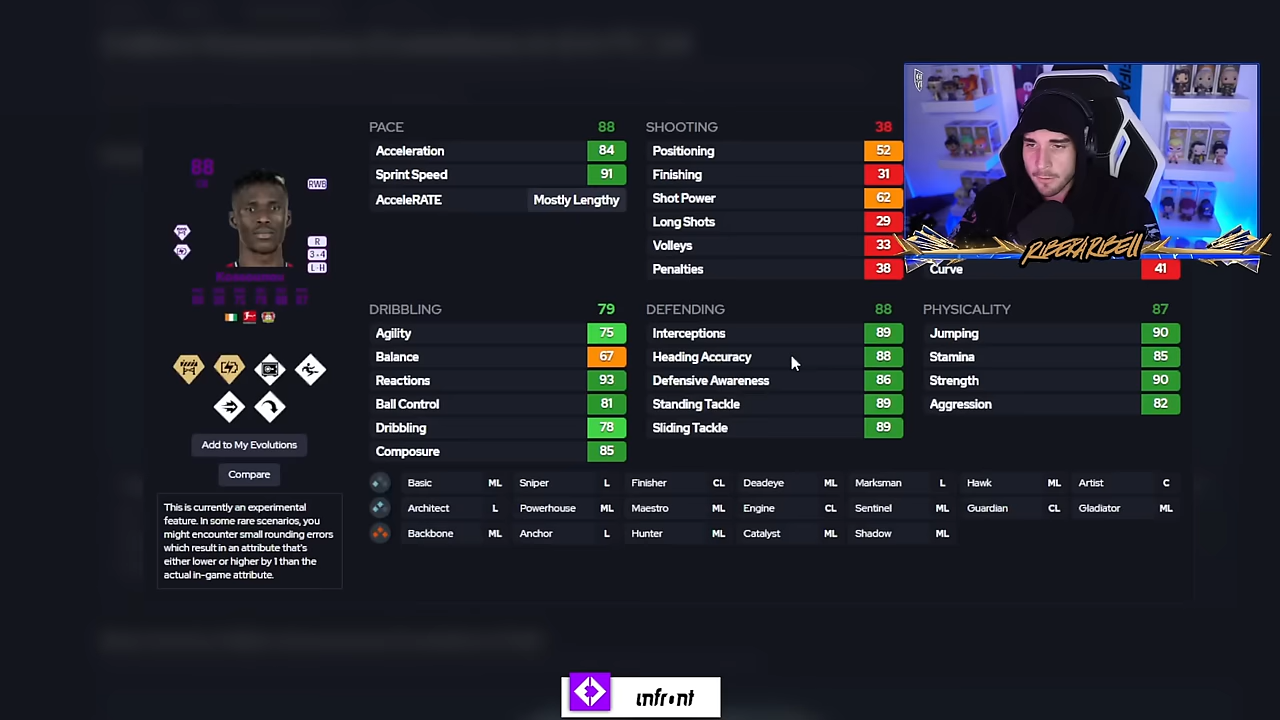 PACE 88
Acceleration 84
Sprint Speed 91
AcceleRATE Mostly Lengthy
SHOOTING 38
Positioning 52
Finishing 31
Shot Power 62
Long Shots 29
Volleys 33
Penalties 38
Curve 41
RIBERARIBELL
88
RWB
R
3•4
L-H
DRIBBLING 79
Agility 75
Balance 67
Reactions 93
Ball Control 81
Dribbling 78
Composure 85
DEFENDING 88
Interceptions 89
Heading Accuracy 88
Defensive Awareness 86
Standing Tackle 89
Sliding Tackle 89
PHYSICALITY 87
Jumping 90
Stamina 85
Strength 90
Aggression 82
Add to My Evolutions
Compare
This is currently an experimental
feature. In some rare scenarios, you
might encounter small rounding errors
which result in an attribute that's
either lower or higher by 1 than the
actual in-game attribute.
Basic ML Sniper L Finisher CL Deadeye ML Marksman L Hawk ML Artist C
Architect L Powerhouse ML Maestro ML Engine CL Sentinel ML Guardian CL Gladiator ML
Backbone ML Anchor L Hunter ML Catalyst ML Shadow ML
infront